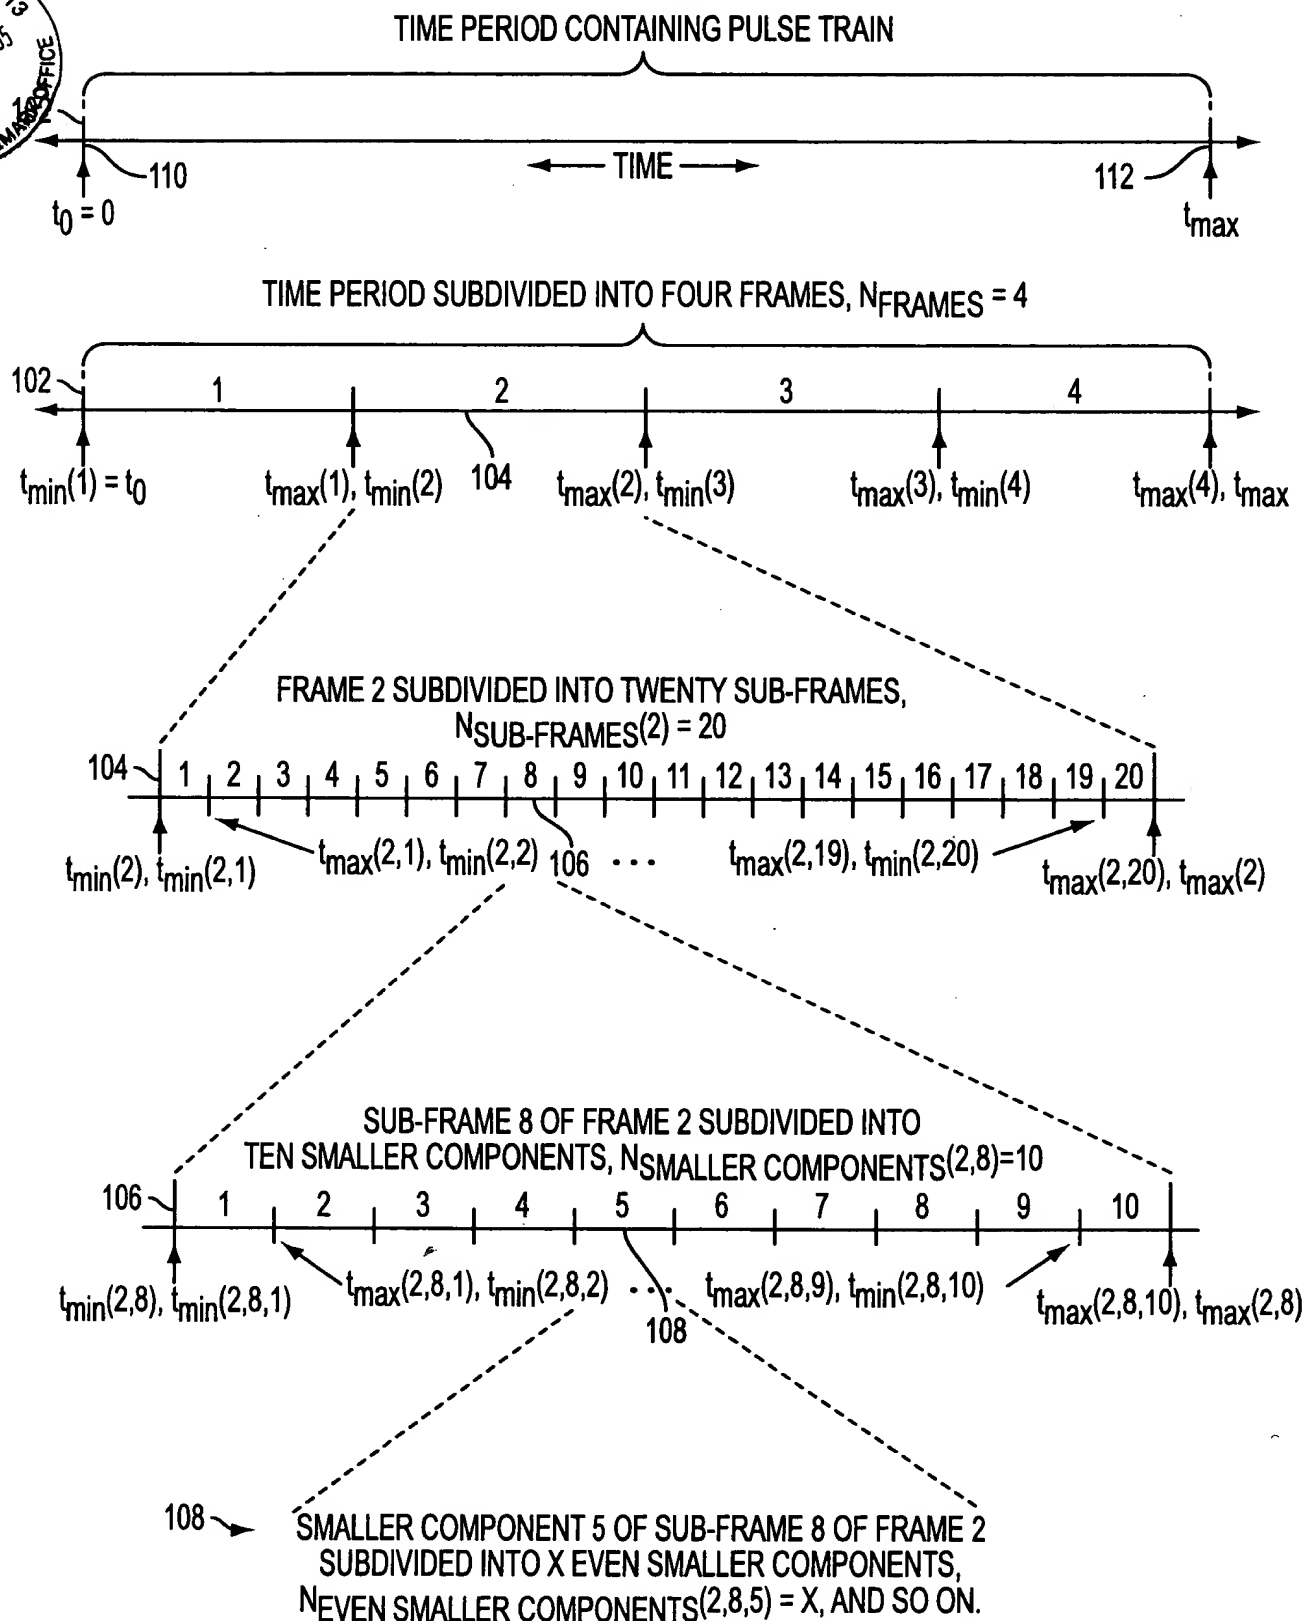 TIME PERIOD CONTAINING PULSE TRAIN
110
← TIME →
112
t0 = 0
tmax
TIME PERIOD SUBDIVIDED INTO FOUR FRAMES, NFRAMES = 4
102
1 2 3 4
tmin(1) = t0 tmax(1), tmin(2) 104 tmax(2), tmin(3) tmax(3), tmin(4) tmax(4), tmax
FRAME 2 SUBDIVIDED INTO TWENTY SUB-FRAMES,
NSUB-FRAMES(2) = 20
104
1 2 3 4 5 6 7 8 9 10 11 12 13 14 15 16 17 18 19 20
tmin(2), tmin(2,1) tmax(2,1), tmin(2,2) 106 ... tmax(2,19), tmin(2,20) tmax(2,20), tmax(2)
SUB-FRAME 8 OF FRAME 2 SUBDIVIDED INTO
TEN SMALLER COMPONENTS, NSMALLER COMPONENTS(2,8)=10
106
1 2 3 4 5 6 7 8 9 10
tmin(2,8), tmin(2,8,1) tmax(2,8,1), tmin(2,8,2) ... tmax(2,8,9), tmin(2,8,10) tmax(2,8,10), tmax(2,8)
108
108
SMALLER COMPONENT 5 OF SUB-FRAME 8 OF FRAME 2
SUBDIVIDED INTO X EVEN SMALLER COMPONENTS,
NEVEN SMALLER COMPONENTS(2,8,5) = X, AND SO ON.